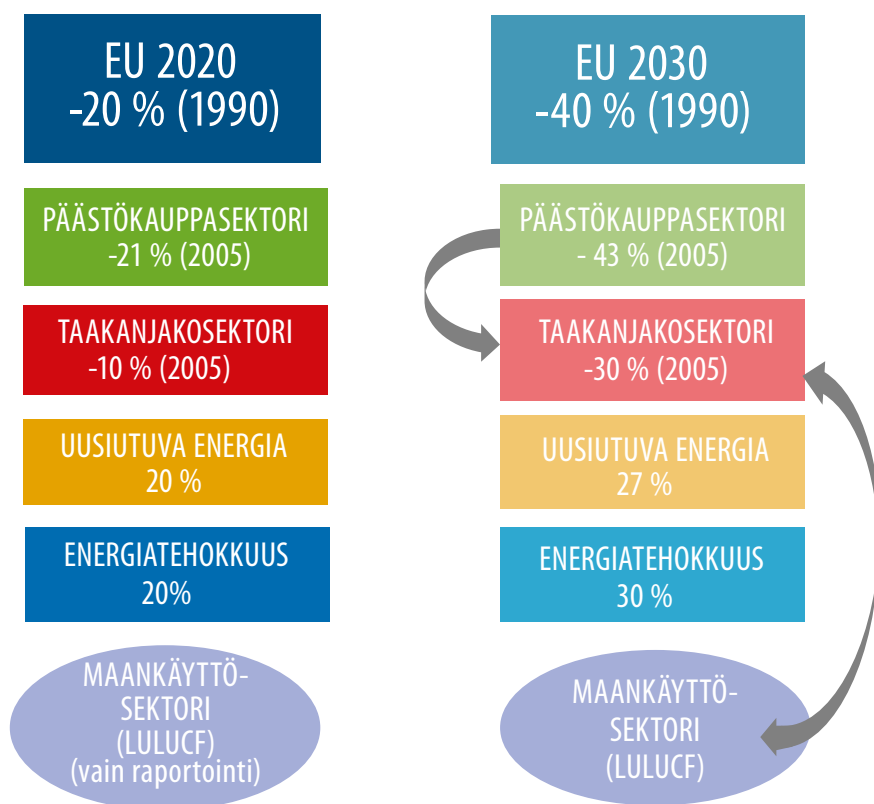 EU 2020
-20 % (1990)
PÄÄSTÖKAUPPASEKTORI
-21 % (2005)
TAAKANJAKOSEKTORI
-10 % (2005)
UUSIUTUVA ENERGIA
20 %
ENERGIATEHOKKUUS
20%
MAANKÄYTTÖ-
SEKTORI
(LULUCF)
(vain raportointi)
EU 2030
-40 % (1990)
PÄÄSTÖKAUPPASEKTORI
- 43 % (2005)
TAAKANJAKOSEKTORI
-30 % (2005)
UUSIUTUVA ENERGIA
27 %
ENERGIATEHOKKUUS
30 %
MAANKÄYTTÖ-
SEKTORI
(LULUCF)